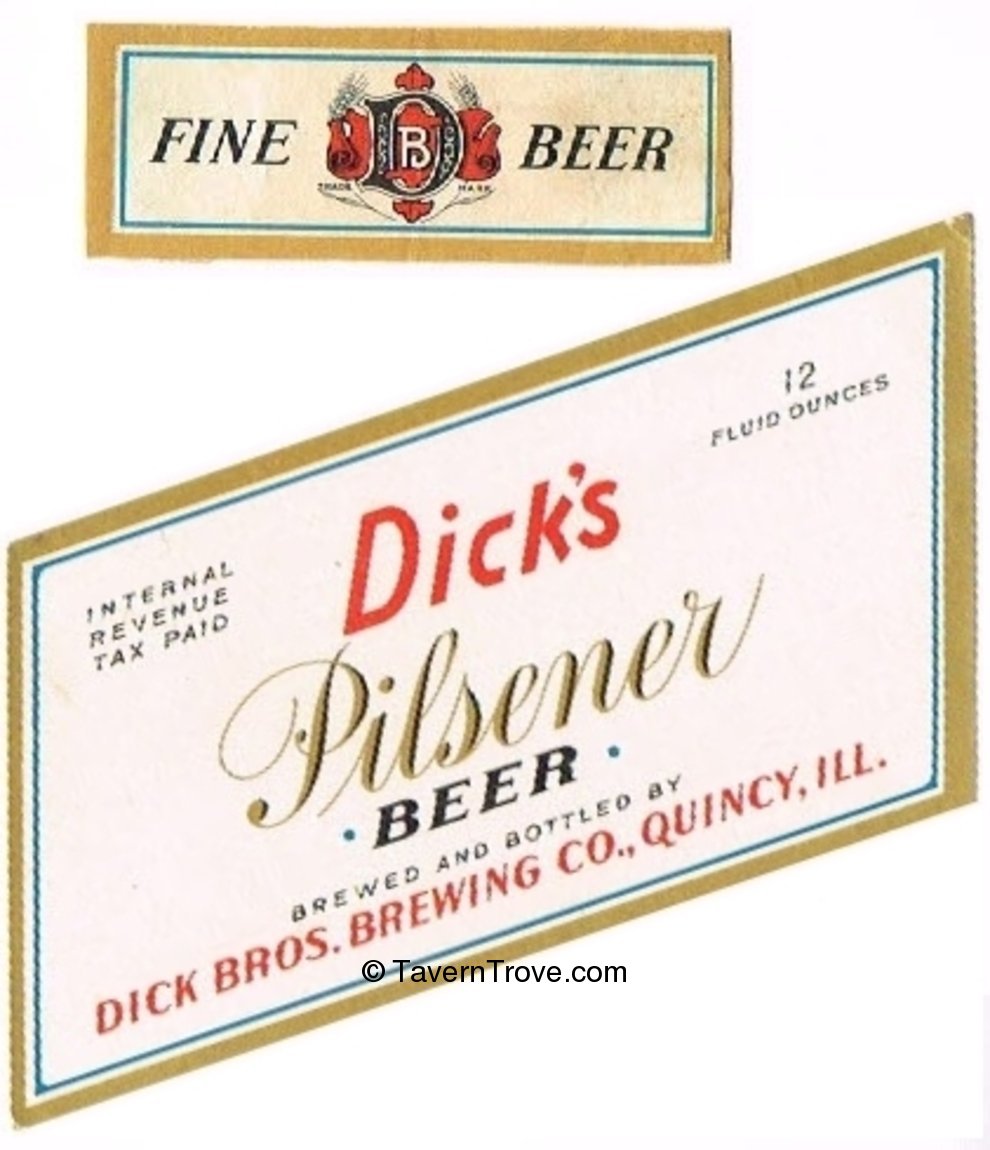 FINE BEER
B
TRADE MARK
12
FLUID OUNCES
INTERNAL
REVENUE
TAX PAID
Dick's
Pilsener
• BEER •
BREWED AND BOTTLED BY
DICK BROS. BREWING CO., QUINCY, ILL.
© TavernTrove.com